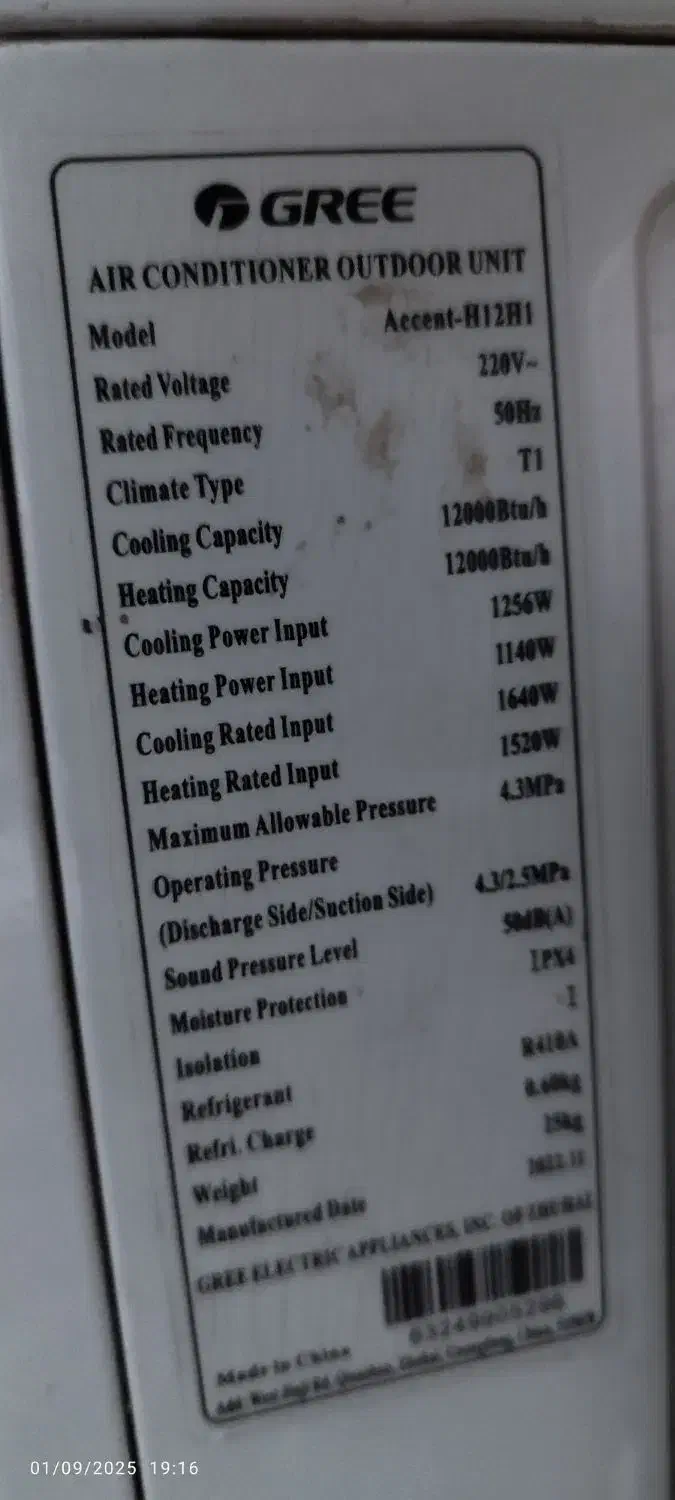 GREE
AIR CONDITIONER OUTDOOR UNIT
Model Accent-H12H1
Rated Voltage 220V~
Rated Frequency 50Hz
Climate Type T1
Cooling Capacity 12000Btu/h
Heating Capacity 12000Btu/h
Cooling Power Input 1256W
Heating Power Input 1140W
Cooling Rated Input 1640W
Heating Rated Input 1520W
Maximum Allowable Pressure 4.3MPa
Operating Pressure
(Discharge Side/Suction Side) 4.3/2.5MPa
Sound Pressure Level 50dB(A)
Moisture Protection IPX4
Isolation I
Refrigerant R410A
Refri. Charge 0.60kg
Weight
Manufactured Date
GREE ELECTRIC APPLIANCES, INC. OF ZHUHAI
Made in China
01/09/2025 19:16